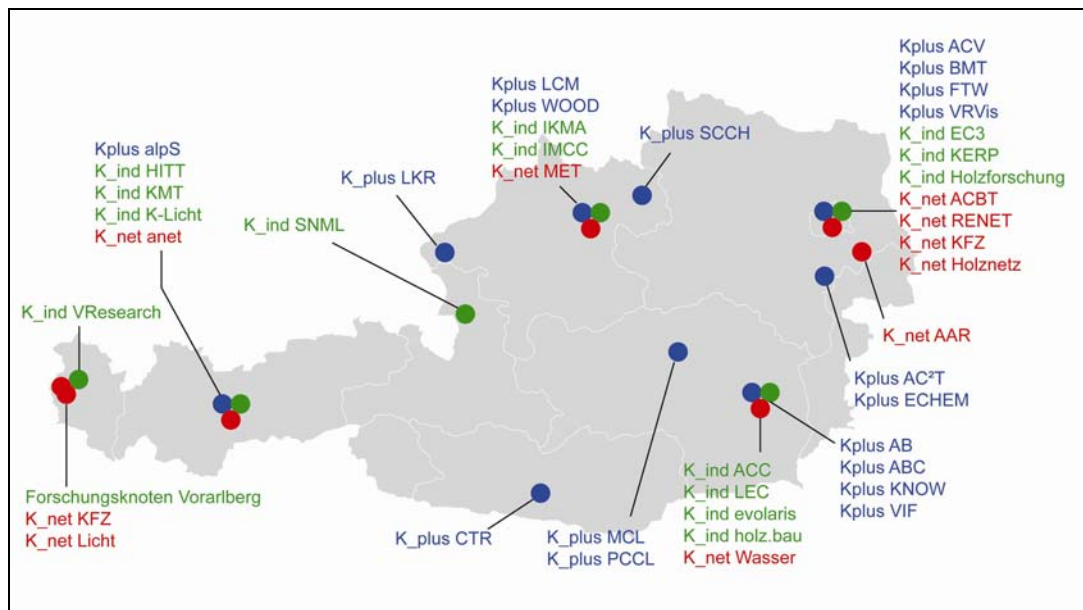 Kplus ACV
Kplus BMT
Kplus FTW
Kplus VRVis
K_ind EC3
K_ind KERP
K_ind Holzforschung
K_net ACBT
K_net RENET
K_net KFZ
K_net Holznetz
Kplus LCM
Kplus WOOD
K_ind IKMA
K_ind IMCC
K_net MET
K_plus SCCH
Kplus alpS
K_ind HITT
K_ind KMT
K_ind K-Licht
K_net anet
K_plus LKR
K_ind SNML
K_ind VResearch
K_net AAR
Kplus AC²T
Kplus ECHEM
Kplus AB
Kplus ABC
Kplus KNOW
Kplus VIF
K_ind ACC
K_ind LEC
K_ind evolaris
K_ind holz.bau
K_net Wasser
Forschungsknoten Vorarlberg
K_net KFZ
K_net Licht
K_plus CTR
K_plus MCL
K_plus PCCL